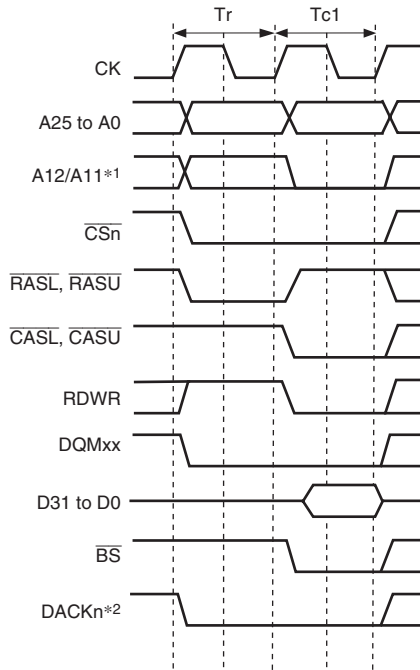 Tr Tc1
CK
A25 to A0
A12/A11*1
CSn
RASL, RASU
CASL, CASU
RDWR
DQMxx
D31 to D0
BS
DACKn*2